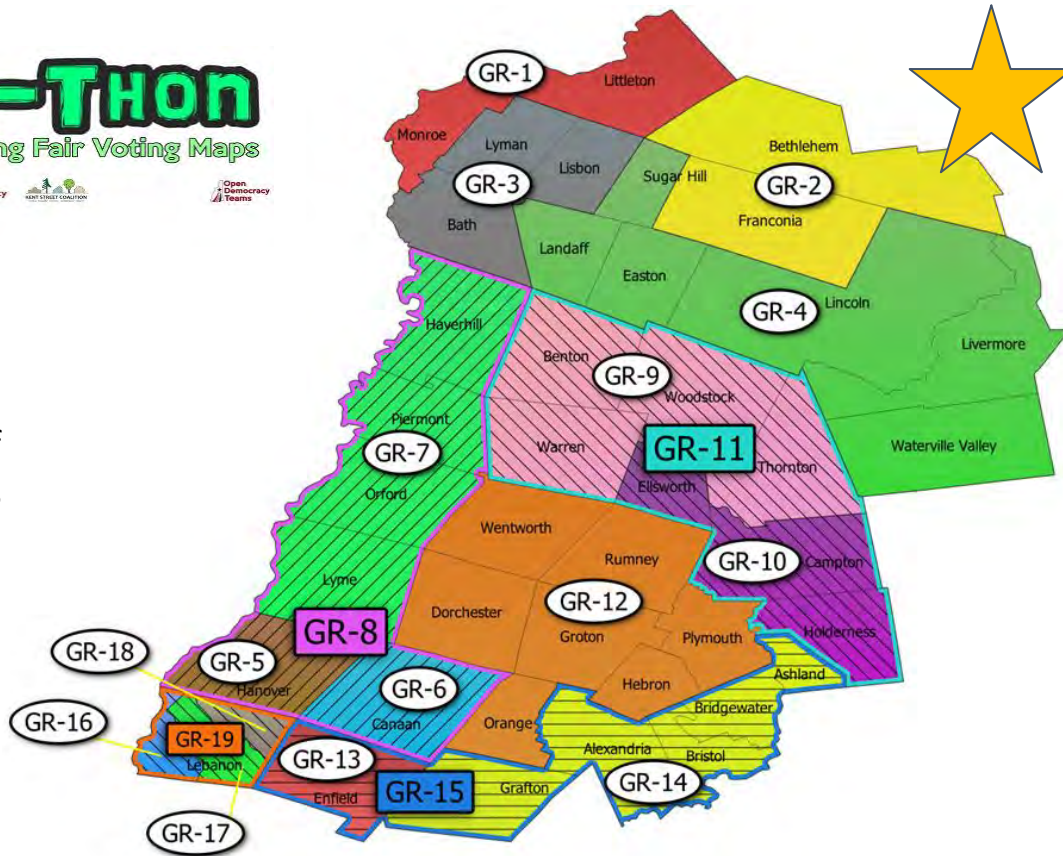 -THON
ng Fair Voting Maps
KENT STREET COALITION
Open
Democracy
Teams
GR-1
Littleton
Monroe
Lyman
Bethlehem
Lisbon
Sugar Hill
GR-3
GR-2
Bath
Franconia
Landaff
Easton
Lincoln
GR-4
Haverhill
Livermore
Benton
GR-9
Woodstock
Piermont
Warren
GR-11
Waterville Valley
GR-7
Thornton
Orford
Ellsworth
Wentworth
Rumney
GR-10
Campton
Lyme
Dorchester
GR-12
Groton
Plymouth
GR-8
Holderness
GR-18
GR-5
Ashland
Hanover
GR-6
Hebron
Bridgewater
GR-16
Canaan
Orange
GR-19
Alexandria
Bristol
Lebanon
GR-13
GR-14
Enfield
GR-15
Grafton
GR-17